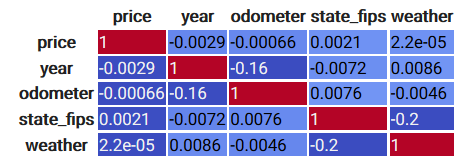 price year odometer state_fips weather
price 1 -0.0029 -0.00066 0.0021 2.2e-05
year -0.0029 1 -0.16 -0.0072 0.0086
odometer -0.00066 -0.16 1 0.0076 -0.0046
state_fips 0.0021 -0.0072 0.0076 1 -0.2
weather 2.2e-05 0.0086 -0.0046 -0.2 1